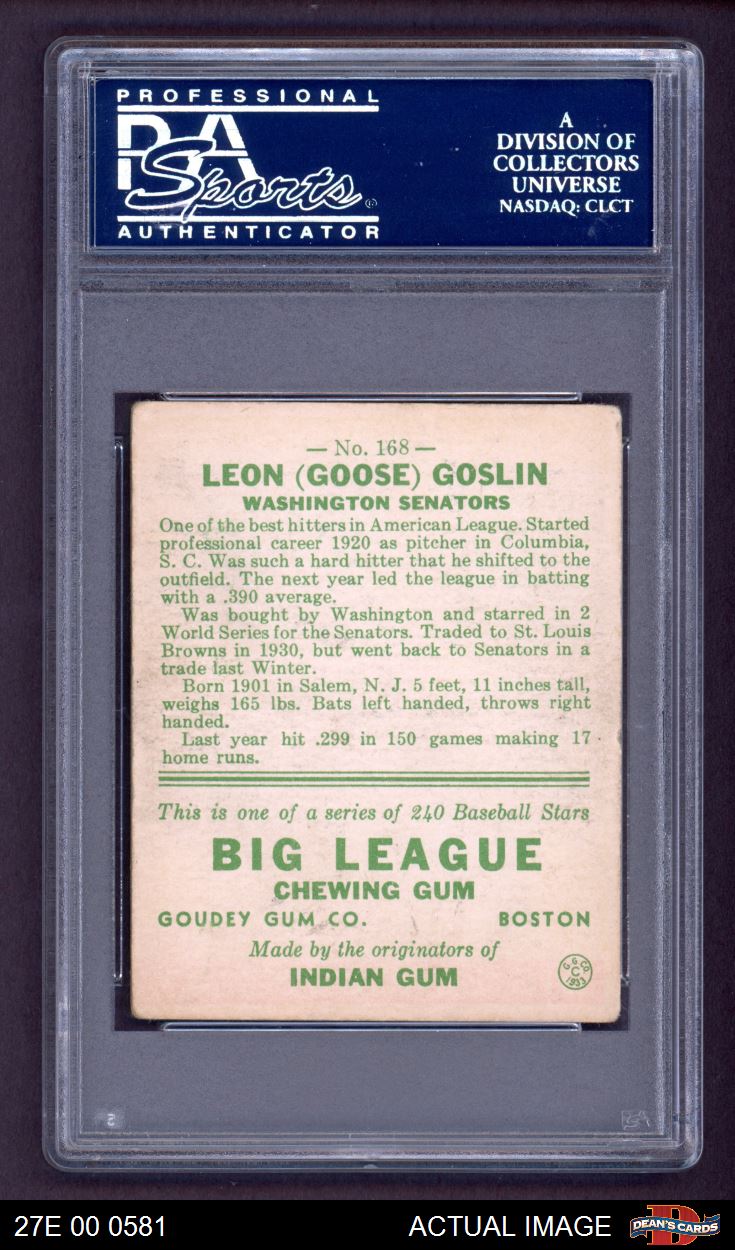 PROFESSIONAL
PSA
Sports
AUTHENTICATOR
A
DIVISION OF
COLLECTORS
UNIVERSE
NASDAQ: CLCT
— No. 168 —
LEON (GOOSE) GOSLIN
WASHINGTON SENATORS
One of the best hitters in American League. Started
professional career 1920 as pitcher in Columbia,
S. C. Was such a hard hitter that he shifted to the
outfield. The next year led the league in batting
with a .390 average.
Was bought by Washington and starred in 2
World Series for the Senators. Traded to St. Louis
Browns in 1930, but went back to Senators in a
trade last Winter.
Born 1901 in Salem, N. J. 5 feet, 11 inches tall,
weighs 165 lbs. Bats left handed, throws right
handed.
Last year hit .299 in 150 games making 17
home runs.
This is one of a series of 240 Baseball Stars
BIG LEAGUE
CHEWING GUM
GOUDEY GUM CO. BOSTON
Made by the originators of
INDIAN GUM
G. G. CO.
C
1933
27E 00 0581 ACTUAL IMAGE DEAN'S CARDS